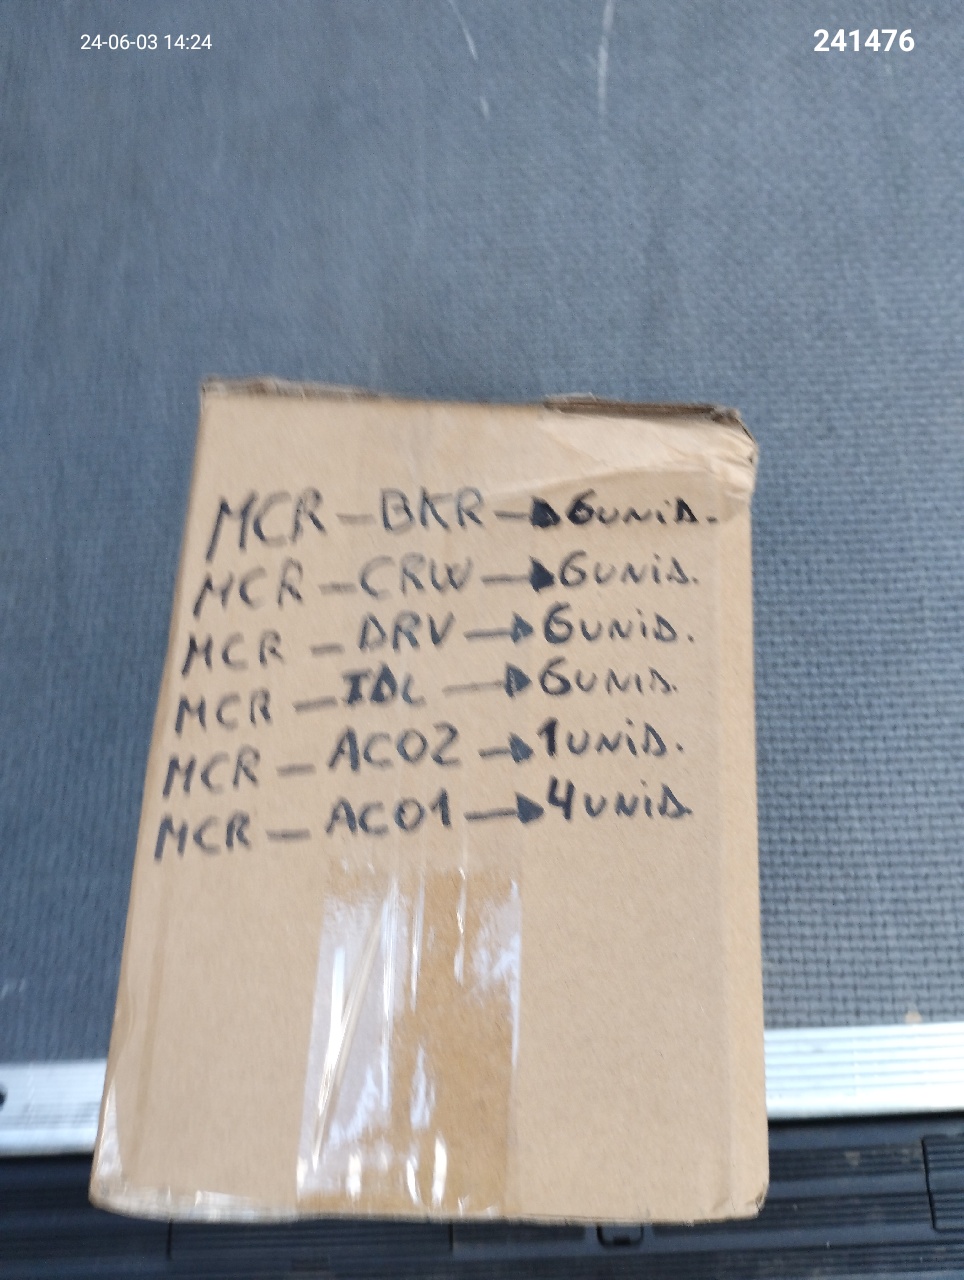 24-06-03 14:24
241476
MCR-BKR→6UNiD.
MCR-CRW→6UNiD.
MCR-DRV→6UNiD.
MCR-IDL→6UNiD.
MCR-AC02→1UNiD.
MCR-AC01→4UNiD.